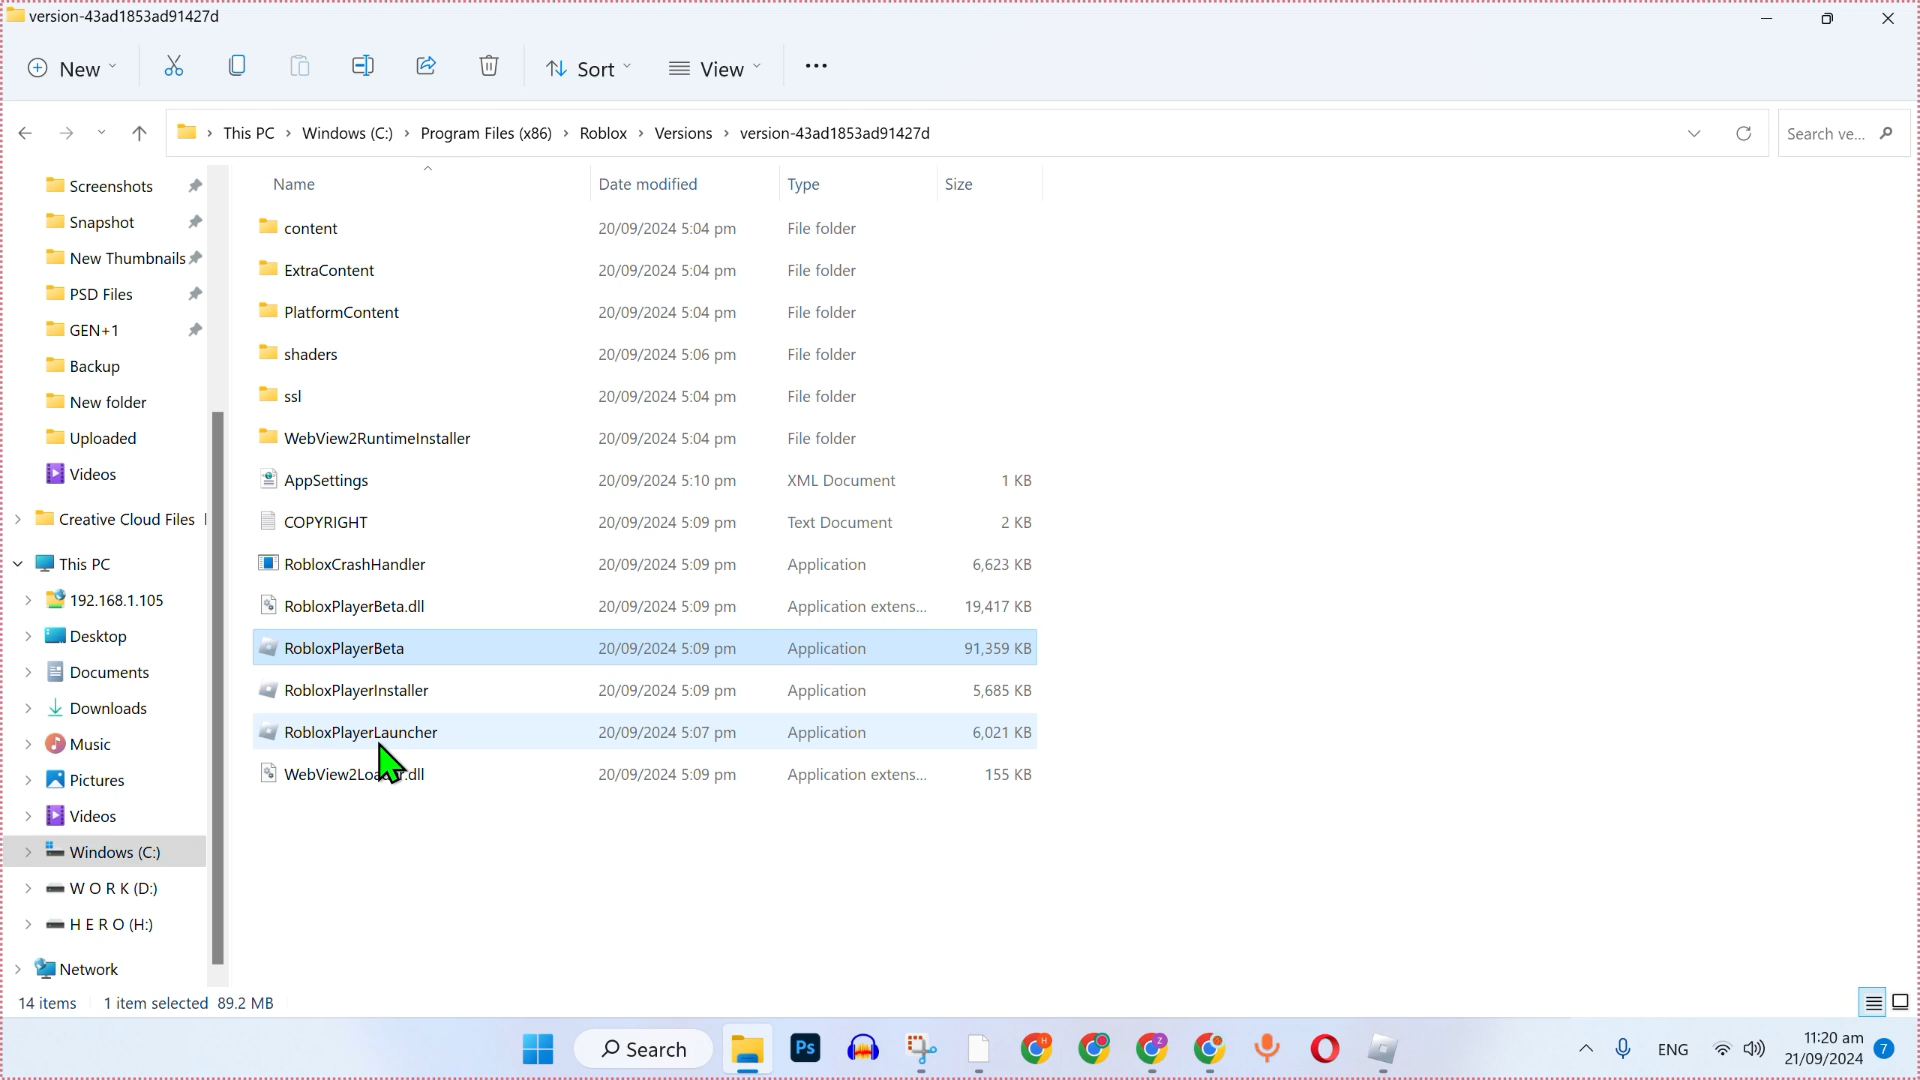 version-43ad1853ad91427d
New
Sort
View
This PC > Windows (C:) > Program Files (x86) > Roblox > Versions > version-43ad1853ad91427d
Search ve...
Name Date modified Type Size
Screenshots
Snapshot
New Thumbnails
PSD Files
GEN+1
Backup
New folder
Uploaded
Videos
Creative Cloud Files
This PC
192.168.1.105
Desktop
Documents
Downloads
Music
Pictures
Videos
Windows (C:)
W O R K (D:)
H E R O (H:)
Network
content 20/09/2024 5:04 pm File folder
ExtraContent 20/09/2024 5:04 pm File folder
PlatformContent 20/09/2024 5:04 pm File folder
shaders 20/09/2024 5:06 pm File folder
ssl 20/09/2024 5:04 pm File folder
WebView2RuntimeInstaller 20/09/2024 5:04 pm File folder
AppSettings 20/09/2024 5:10 pm XML Document 1 KB
COPYRIGHT 20/09/2024 5:09 pm Text Document 2 KB
RobloxCrashHandler 20/09/2024 5:09 pm Application 6,623 KB
RobloxPlayerBeta.dll 20/09/2024 5:09 pm Application extens... 19,417 KB
RobloxPlayerBeta 20/09/2024 5:09 pm Application 91,359 KB
RobloxPlayerInstaller 20/09/2024 5:09 pm Application 5,685 KB
RobloxPlayerLauncher 20/09/2024 5:07 pm Application 6,021 KB
20/09/2024 5:09 pm Application extens... 155 KB
14 items 1 item selected 89.2 MB
Ps
Search
H
Z
ENG
11:20 am
21/09/2024
7